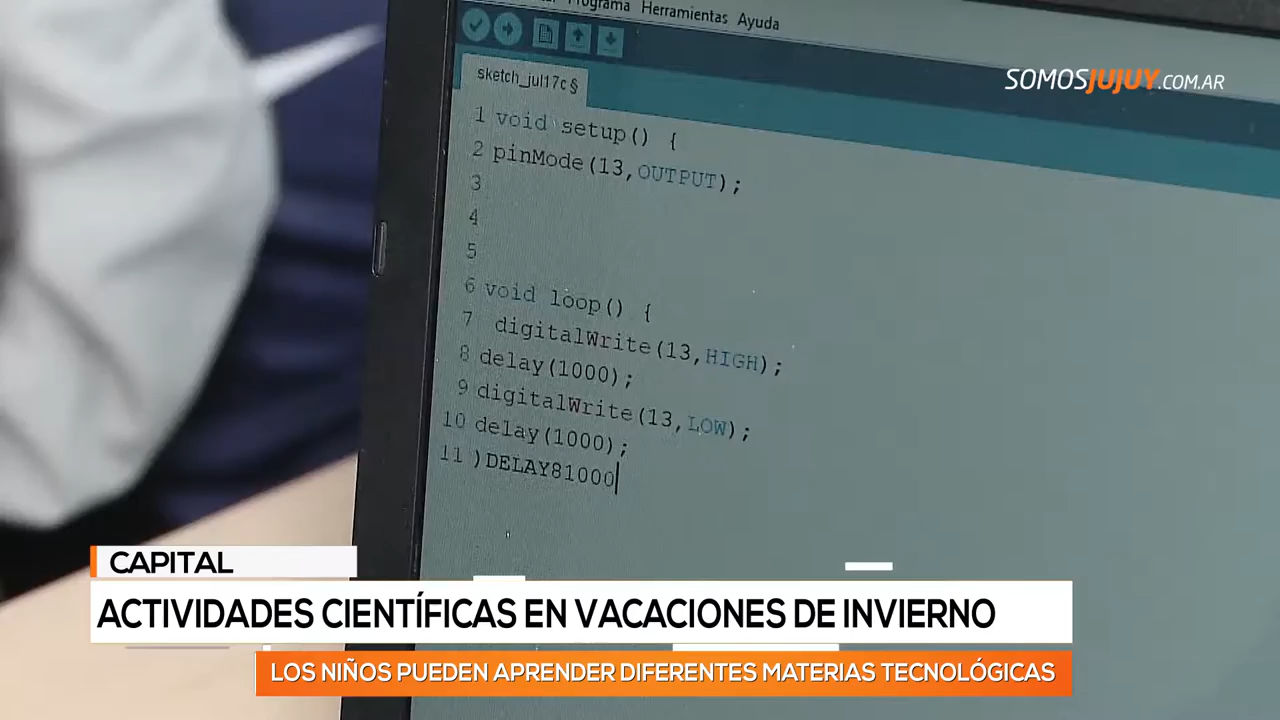 Programa Herramientas Ayuda
SOMOSJUJUY.COM.AR
sketch_jul17c§
1 void setup() {
2 pinMode(13,OUTPUT);
3
4
5
6 void loop() {
7 digitalWrite(13,HIGH);
8 delay(1000);
9 digitalWrite(13,LOW);
10 delay(1000);
11 )DELAY81000
CAPITAL
ACTIVIDADES CIENTÍFICAS EN VACACIONES DE INVIERNO
LOS NIÑOS PUEDEN APRENDER DIFERENTES MATERIAS TECNOLÓGICAS